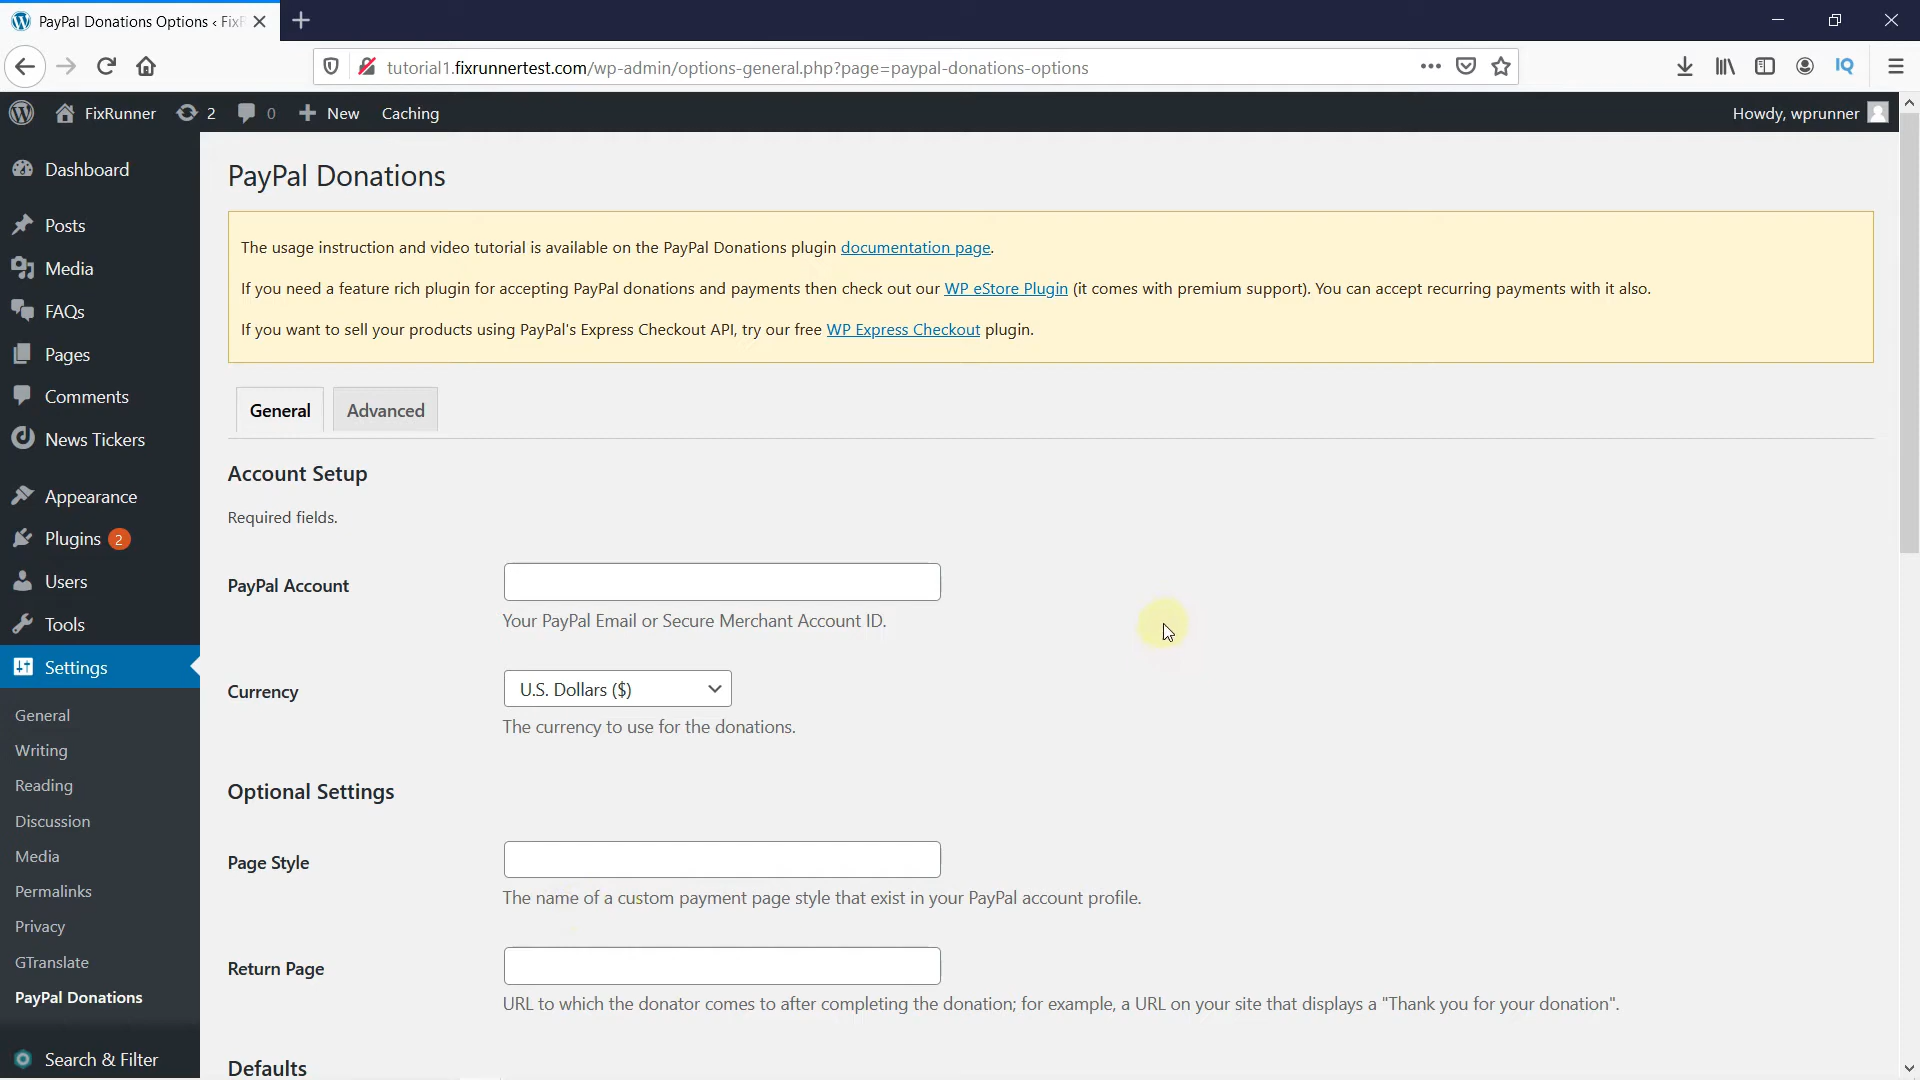 PayPal Donations Options ‹ FixR
tutorial1.fixrunnertest.com/wp-admin/options-general.php?page=paypal-donations-options
IQ
FixRunner
2
0
New
Caching
Howdy, wprunner
Dashboard
Posts
Media
FAQs
Pages
Comments
News Tickers
Appearance
Plugins 2
Users
Tools
Settings
General
Writing
Reading
Discussion
Media
Permalinks
Privacy
GTranslate
PayPal Donations
Search & Filter
PayPal Donations
The usage instruction and video tutorial is available on the PayPal Donations plugin documentation page.
If you need a feature rich plugin for accepting PayPal donations and payments then check out our WP eStore Plugin (it comes with premium support). You can accept recurring payments with it also.
If you want to sell your products using PayPal's Express Checkout API, try our free WP Express Checkout plugin.
General
Advanced
Account Setup
Required fields.
PayPal Account
Your PayPal Email or Secure Merchant Account ID.
Currency
U.S. Dollars ($)
The currency to use for the donations.
Optional Settings
Page Style
The name of a custom payment page style that exist in your PayPal account profile.
Return Page
URL to which the donator comes to after completing the donation; for example, a URL on your site that displays a "Thank you for your donation".
Defaults